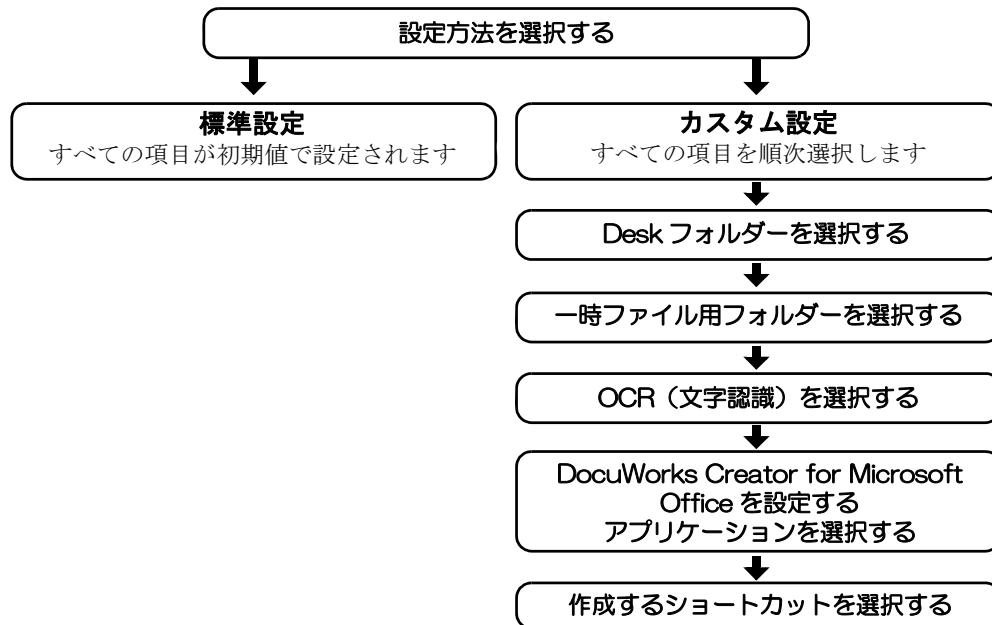 設定方法を選択する
標準設定
すべての項目が初期値で設定されます
カスタム設定
すべての項目を順次選択します
Desk フォルダーを選択する
一時ファイル用フォルダーを選択する
OCR（文字認識）を選択する
DocuWorks Creator for Microsoft
Office を設定する
アプリケーションを選択する
作成するショートカットを選択する